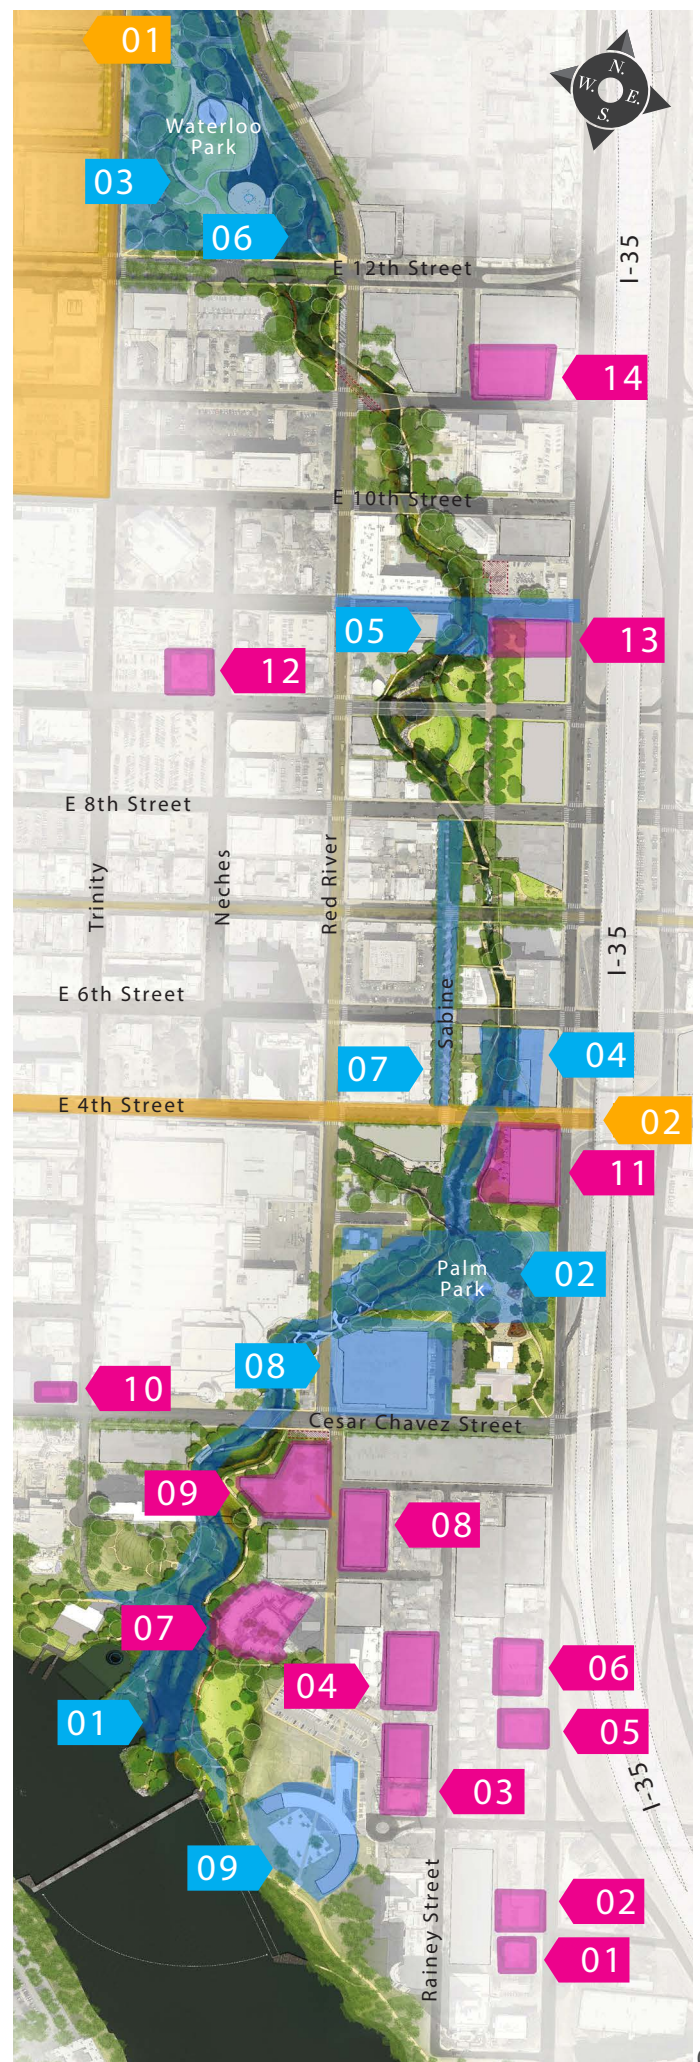 01
N.
W.
E.
S.
Waterloo
Park
03
06
I-35
E 12th Street
14
E 10th Street
05
13
12
E 8th Street
Trinity
Neches
Red River
I-35
E 6th Street
Sabine
07
04
E 4th Street
02
11
Palm
Park
02
08
10
Cesar Chavez Street
09
08
07
04
06
01
05
03
I-35
09
Rainey Street
02
01